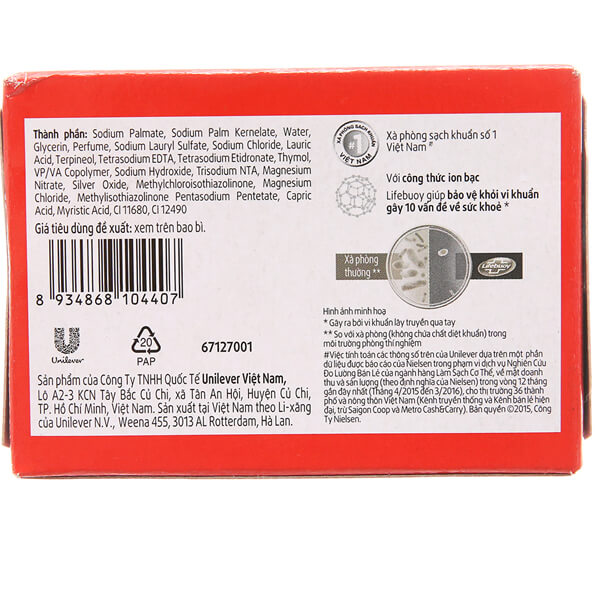 Thành phần: Sodium Palmate, Sodium Palm Kernelate, Water,
Glycerin, Perfume, Sodium Lauryl Sulfate, Sodium Chloride, Lauric
Acid, Terpineol, Tetrasodium EDTA, Tetrasodium Etidronate, Thymol,
VP/VA Copolymer, Sodium Hydroxide, Trisodium NTA, Magnesium
Nitrate, Silver Oxide, Methylchloroisothiazolinone, Magnesium
Chloride, Metylisothiazolinone Pentasodium Pentetate, Capric
Acid, Myristic Acid, CI 11680, CI 12490
Giá tiêu dùng đề xuất: xem trên bao bì.
8 934868 104407
Unilever
20
PAP
67127001
Sản phẩm của Công Ty TNHH Quốc Tế Unilever Việt Nam,
Lô A2-3 KCN Tây Bắc Củ Chi, xã Tân An Hội, Huyện Củ Chi,
TP. Hồ Chí Minh, Việt Nam. Sản xuất tại Việt Nam theo Li-xăng
của Unilever N.V., Weena 455, 3013 AL Rotterdam, Hà Lan.
XÀ PHÒNG SẠCH KHUẨN
#1
VIỆT NAM
Xà phòng sạch khuẩn số 1
Việt Nam #
Với công thức ion bạc
Lifebuoy giúp bảo vệ khỏi vi khuẩn
gây 10 vấn đề về sức khoẻ *
Xà phòng
thường **
Lifebuoy
Hình ảnh minh hoạ
* Gây ra bởi vi khuẩn lây truyền qua tay
** So với xà phòng (không chứa chất diệt khuẩn) trong
môi trường phòng thí nghiệm
#Việc tính toán các thông số trên của Unilever dựa trên một phần
dữ liệu được báo cáo của Nielsen trong phạm vi dịch vụ Nghiên Cứu
Đo Lường Bán Lẻ của ngành hàng Làm Sạch Cơ Thể, về mặt doanh
thu và sản lượng (theo định nghĩa của Nielsen) trong vòng 12 tháng
gần đây nhất (Tháng 4/2015 đến 3/2016), cho thị trường 36 thành
phố và nông thôn Việt Nam (Kênh truyền thống và Kênh bán lẻ hiện
đại, trừ Saigon Coop và Metro Cash&Carry). Bản quyền ©2015, Công
Ty Nielsen.